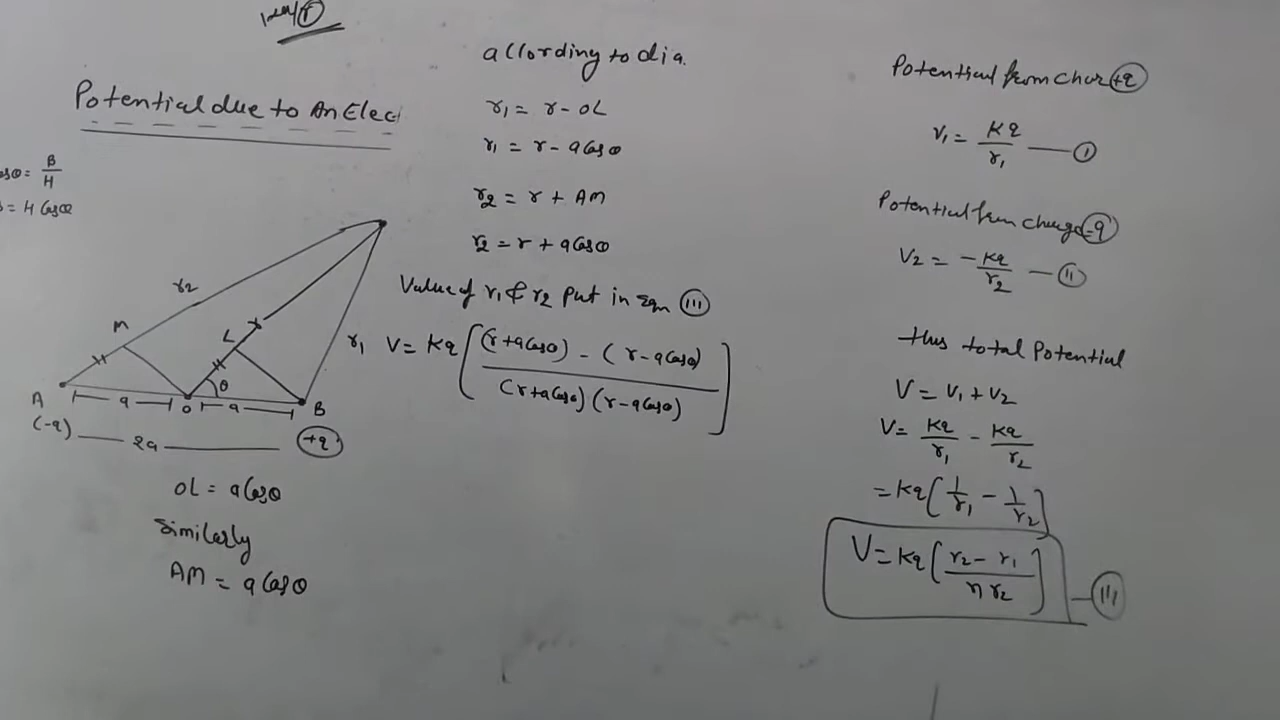 Potential due to An Elec
Cosθ = B/H
= H Cosθ
r2
M
L
r
r1
θ
A
a
O
a
B
(-q)
2a
+q
OL = a Cosθ
Similarly
AM = a Cosθ
according to dia.
r1 = r - OL
r1 = r - a Cosθ
r2 = r + AM
r2 = r + a Cosθ
Value of r1 & r2 put in eqn (III)
V = Kq [ (r + a Cosθ) - (r - a Cosθ) / (r + a Cosθ) (r - a Cosθ) ]
Potential from Char +q
V1 = Kq/r1 — (I)
Potential from charge -q
V2 = -Kq/r2 — (II)
thus total Potential
V = V1 + V2
V = Kq/r1 - Kq/r2
= Kq [ 1/r1 - 1/r2 ]
V = Kq [ r2 - r1 / r1 r2 ] — (III)